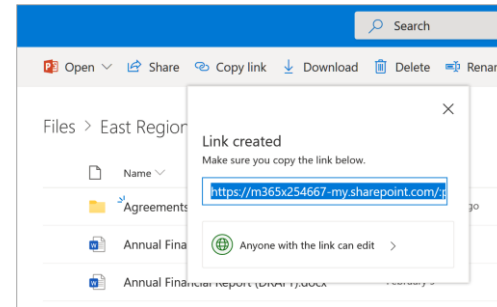 Search
Open Share Copy link Download Delete Renar
Files > East Region
Link created
Make sure you copy the link below.
Name
https://m365x254667-my.sharepoint.com/:p
Agreements
go
Annual Fina
Anyone with the link can edit >
Annual Financial Report (DRAFT).docx